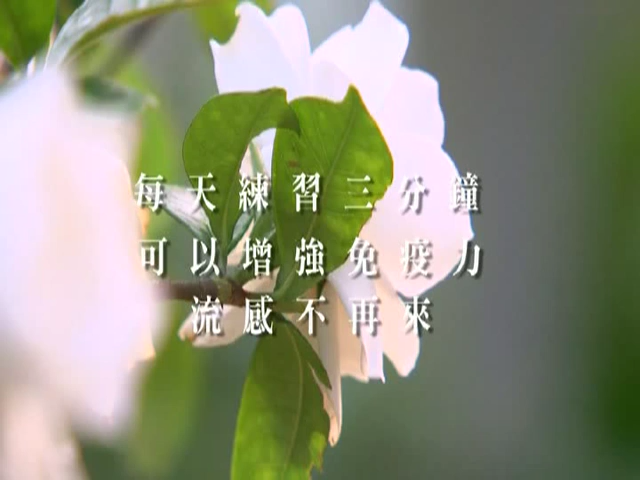 每天練習三分鐘
可以增強免疫力
流感不再來